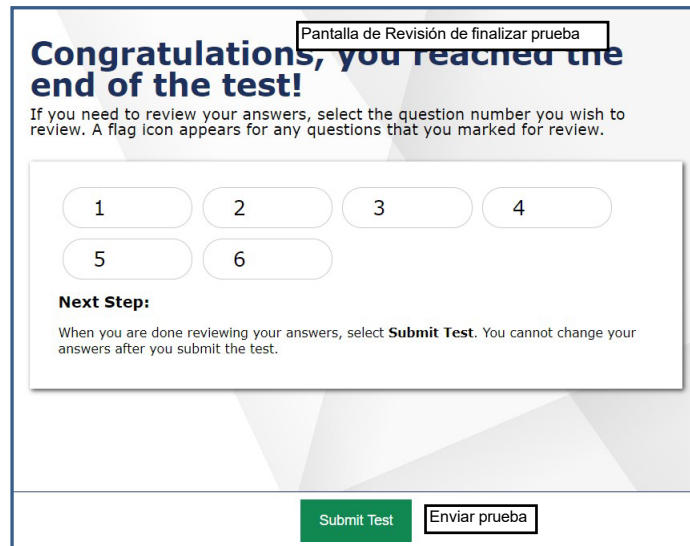 Pantalla de Revisión de finalizar prueba
Congratulations, you reached the
end of the test!
If you need to review your answers, select the question number you wish to
review. A flag icon appears for any questions that you marked for review.
1 2 3 4
5 6
Next Step:
When you are done reviewing your answers, select Submit Test. You cannot change your
answers after you submit the test.
Submit Test Enviar prueba